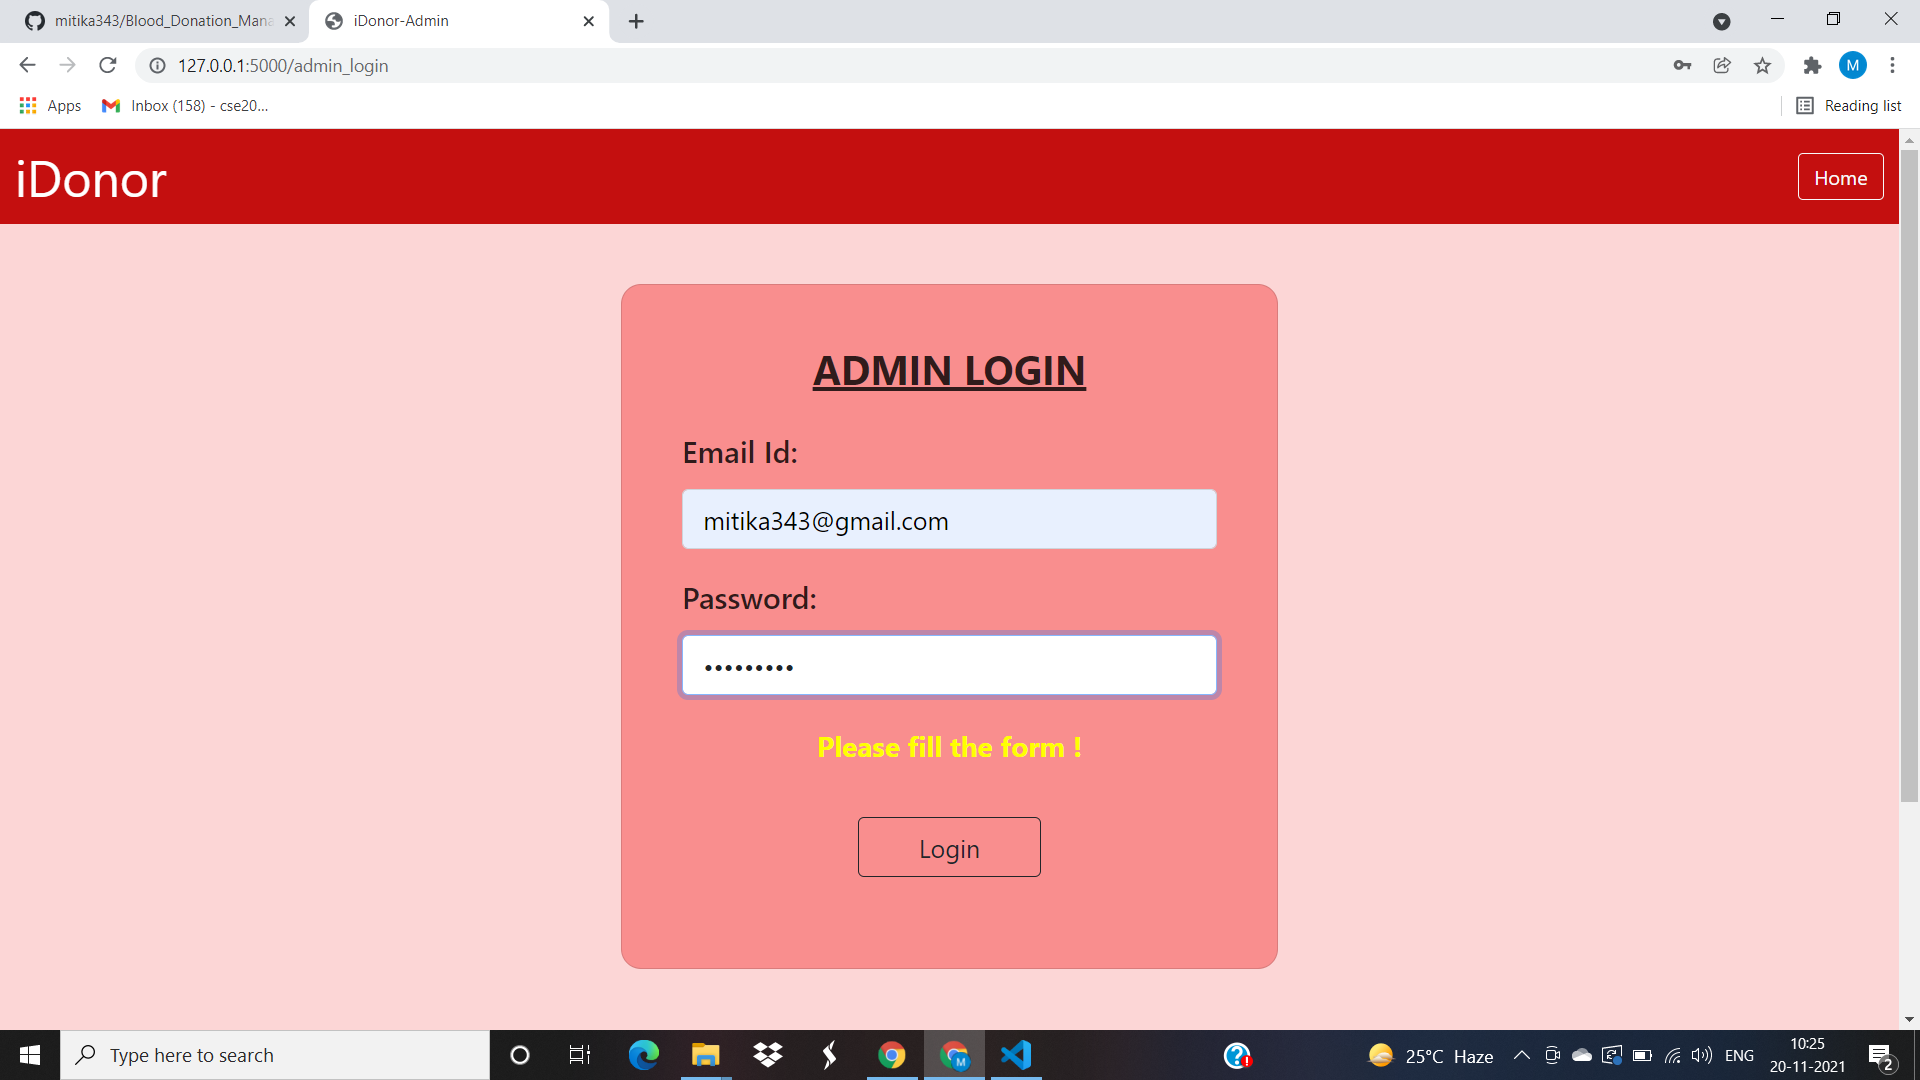 mitika343/Blood_Donation_Mana
iDonor-Admin
127.0.0.1:5000/admin_login
M
Apps
Inbox (158) - cse20...
Reading list
iDonor
Home
ADMIN LOGIN
Email Id:
mitika343@gmail.com
Password:
•••••••••
Please fill the form !
Login
Type here to search
M
25°C Haze
ENG
10:25
20-11-2021
2